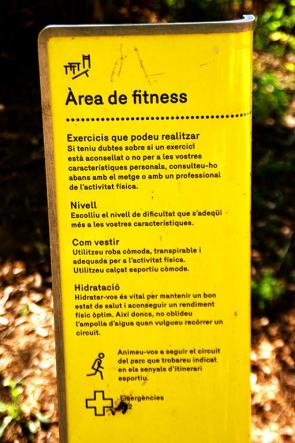 Àrea de fitness
Exercicis que podeu realitzar
Si teniu dubtes sobre si un exercici
està aconsellat o no per a les vostres
característiques personals, consulteu-ho
abans amb el metge o amb un professional
de l'activitat física.
Nivell
Escolliu el nivell de dificultat que s'adeqüi
més a les vostres característiques.
Com vestir
Utilitzeu roba còmoda, transpirable i
adequada per a l'activitat física.
Utilitzeu calçat esportiu còmode.
Hidratació
Hidratar-vos és vital per mantenir un bon
estat de salut i aconseguir un rendiment
físic òptim. Així doncs, no oblideu
l'ampolla d'aigua quan vulgueu recórrer un
circuit.
Animeu-vos a seguir el circuit
del parc que trobareu indicat
en els senyals d'itinerari
esportiu.
Emergències